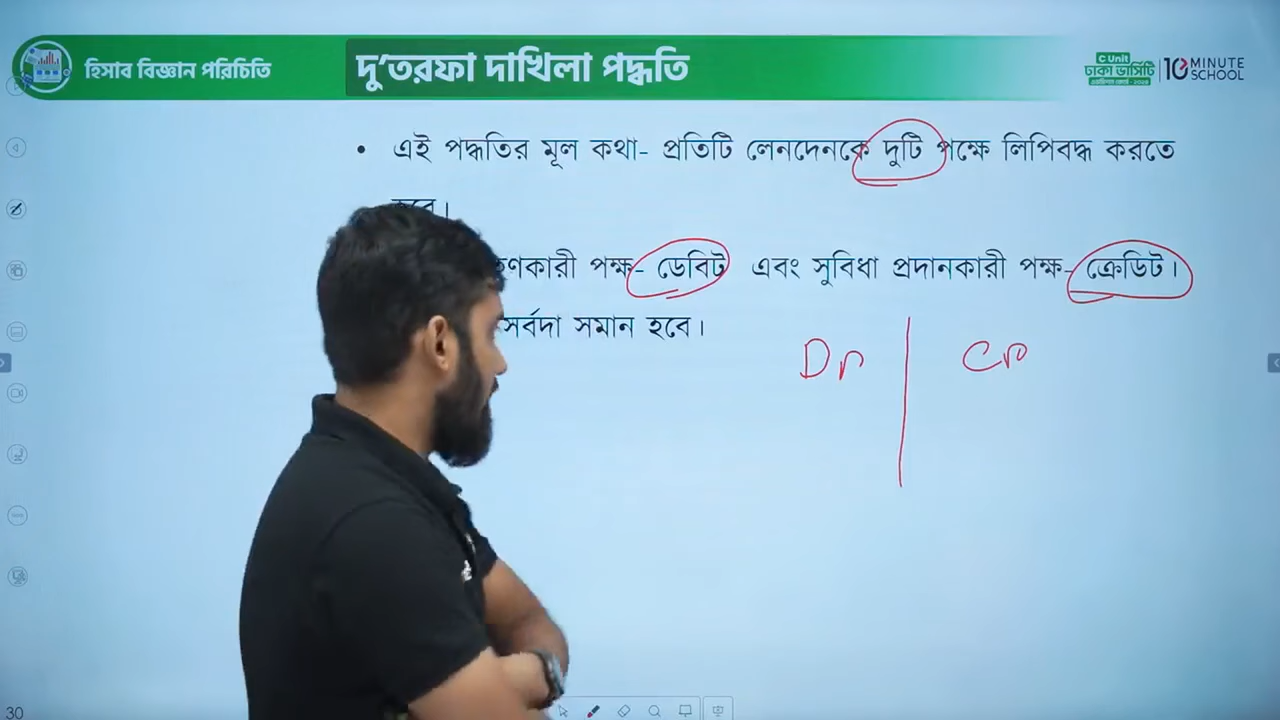 হিসাব বিজ্ঞান পরিচিতি
দু'তরফা দাখিলা পদ্ধতি
C Unit
ঢাকা ভার্সিটি
10 MINUTE SCHOOL
• এই পদ্ধতির মূল কথা- প্রতিটি লেনদেনকে দুটি পক্ষে লিপিবদ্ধ করতে
হবে।
পক্ষ- ডেবিট এবং সুবিধা প্রদানকারী পক্ষ- ক্রেডিট।
সর্বদা সমান হবে।
Dr Cr
30